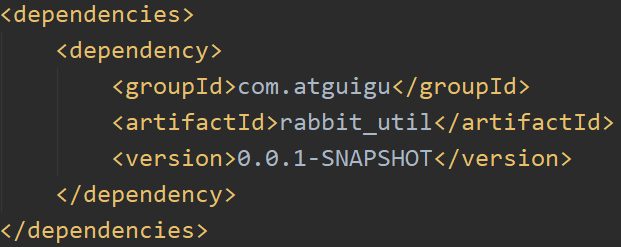 <dependencies>
<dependency>
<groupId>com.atguigu</groupId>
<artifactId>rabbit_util</artifactId>
<version>0.0.1-SNAPSHOT</version>
</dependency>
</dependencies>